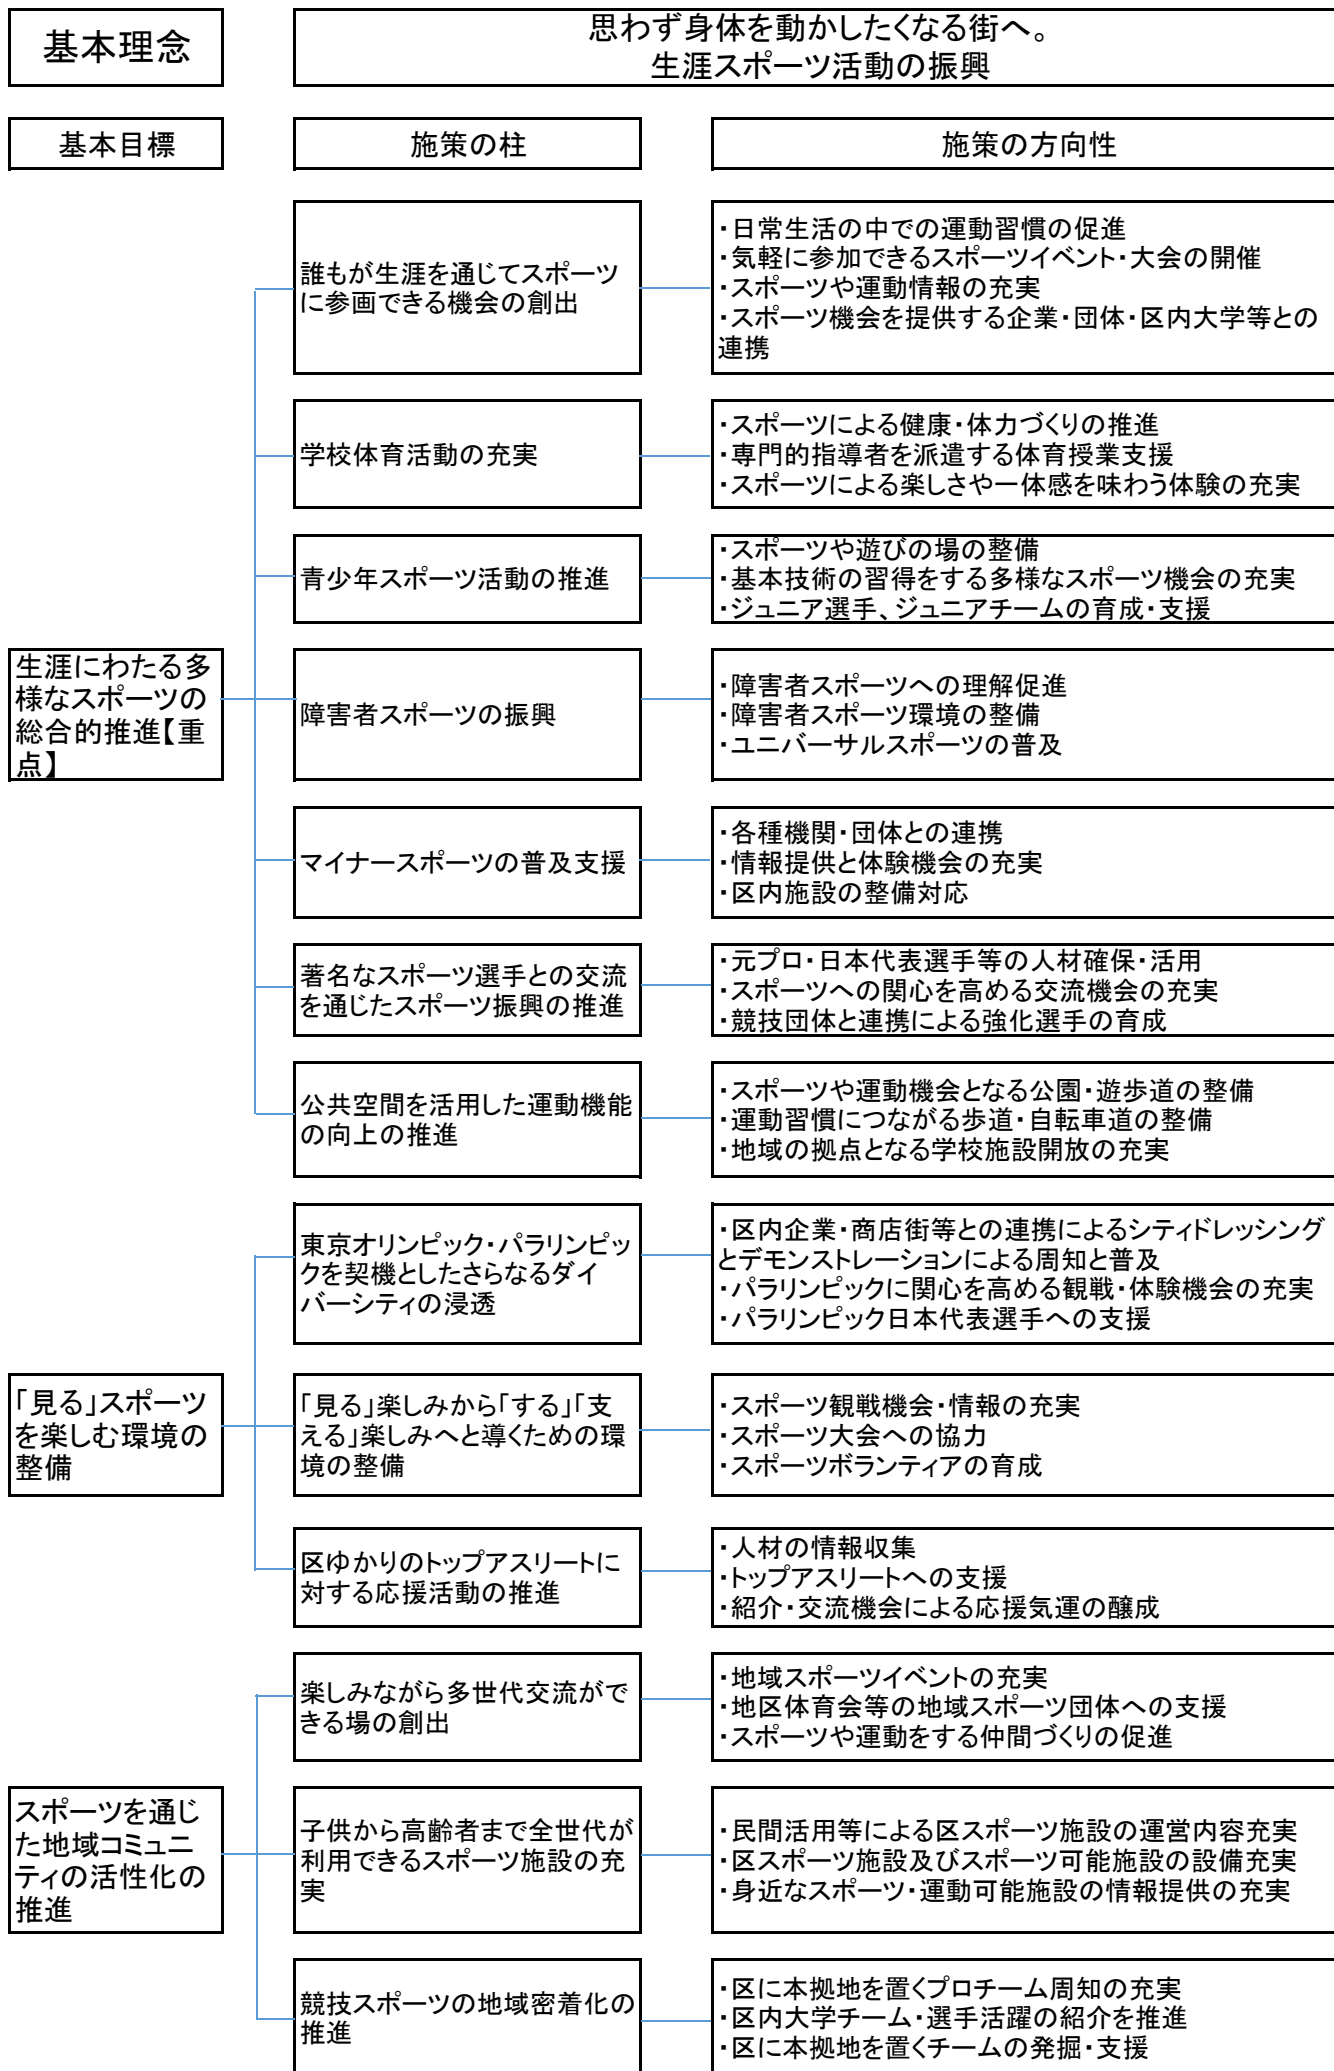 基本理念
思わず身体を動かしたくなる街へ。
生涯スポーツ活動の振興
基本目標
施策の柱
施策の方向性
生涯にわたる多
様なスポーツの
総合的推進【重
点】
誰もが生涯を通じてスポーツ
に参画できる機会の創出
・日常生活の中での運動習慣の促進
・気軽に参加できるスポーツイベント・大会の開催
・スポーツや運動情報の充実
・スポーツ機会を提供する企業・団体・区内大学等との
連携
学校体育活動の充実
・スポーツによる健康・体力づくりの推進
・専門的指導者を派遣する体育授業支援
・スポーツによる楽しさや一体感を味わう体験の充実
青少年スポーツ活動の推進
・スポーツや遊びの場の整備
・基本技術の習得をする多様なスポーツ機会の充実
・ジュニア選手、ジュニアチームの育成・支援
障害者スポーツの振興
・障害者スポーツへの理解促進
・障害者スポーツ環境の整備
・ユニバーサルスポーツの普及
マイナースポーツの普及支援
・各種機関・団体との連携
・情報提供と体験機会の充実
・区内施設の整備対応
著名なスポーツ選手との交流
を通じたスポーツ振興の推進
・元プロ・日本代表選手等の人材確保・活用
・スポーツへの関心を高める交流機会の充実
・競技団体と連携による強化選手の育成
公共空間を活用した運動機能
の向上の推進
・スポーツや運動機会となる公園・遊歩道の整備
・運動習慣につながる歩道・自転車道の整備
・地域の拠点となる学校施設開放の充実
「見る」スポーツ
を楽しむ環境の
整備
東京オリンピック・パラリンピッ
クを契機としたさらなるダイ
バーシティの浸透
・区内企業・商店街等との連携によるシティドレッシング
とデモンストレーションによる周知と普及
・パラリンピックに関心を高める観戦・体験機会の充実
・パラリンピック日本代表選手への支援
「見る」楽しみから「する」「支
える」楽しみへと導くための環
境の整備
・スポーツ観戦機会・情報の充実
・スポーツ大会への協力
・スポーツボランティアの育成
区ゆかりのトップアスリートに
対する応援活動の推進
・人材の情報収集
・トップアスリートへの支援
・紹介・交流機会による応援気運の醸成
スポーツを通じ
た地域コミュニ
ティの活性化の
推進
楽しみながら多世代交流がで
きる場の創出
・地域スポーツイベントの充実
・地区体育会等の地域スポーツ団体への支援
・スポーツや運動をする仲間づくりの促進
子供から高齢者まで全世代が
利用できるスポーツ施設の充
実
・民間活用等による区スポーツ施設の運営内容充実
・区スポーツ施設及びスポーツ可能施設の設備充実
・身近なスポーツ・運動可能施設の情報提供の充実
競技スポーツの地域密着化の
推進
・区に本拠地を置くプロチーム周知の充実
・区内大学チーム・選手活躍の紹介を推進
・区に本拠地を置くチームの発掘・支援